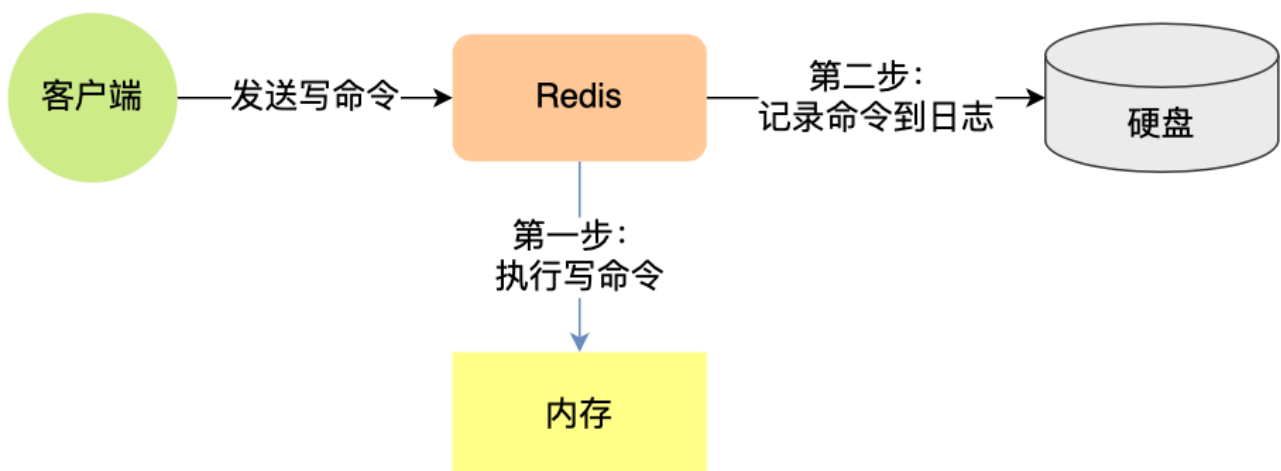 客户端
发送写命令
Redis
第二步：
记录命令到日志
硬盘
第一步：
执行写命令
内存